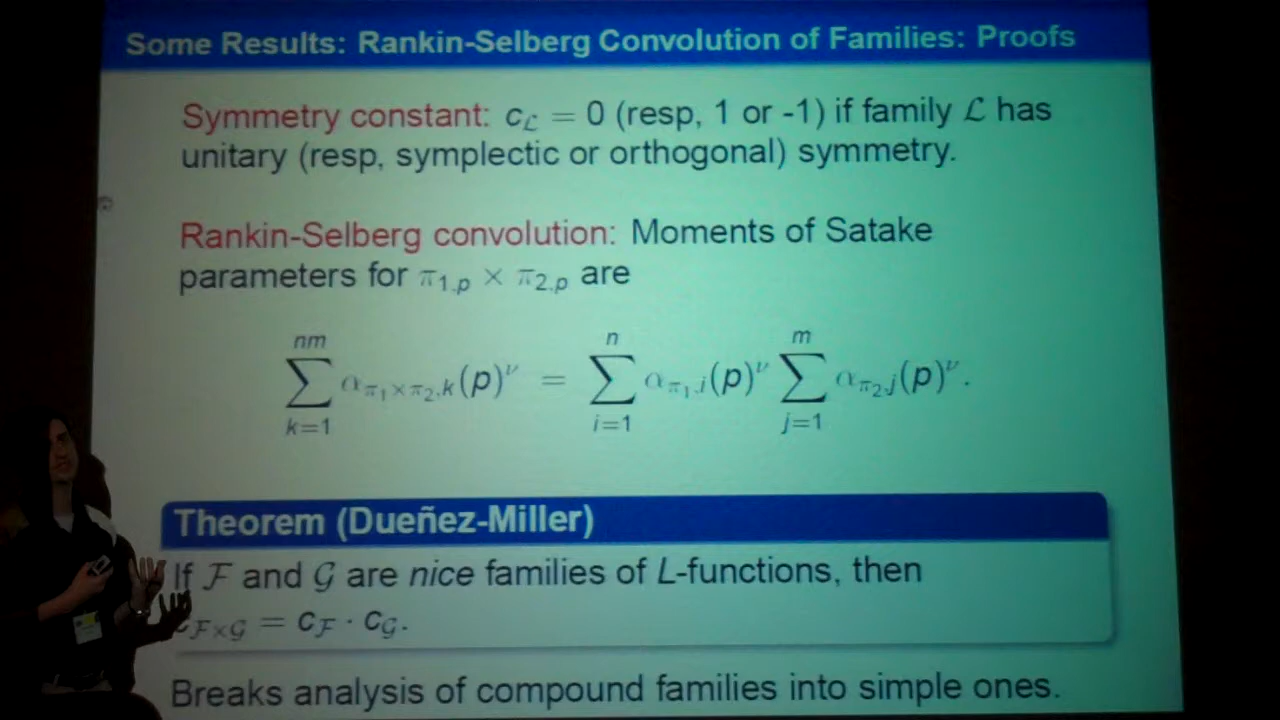 Some Results: Rankin-Selberg Convolution of Families: Proofs
Symmetry constant: c_ℒ = 0 (resp, 1 or -1) if family ℒ has
unitary (resp, symplectic or orthogonal) symmetry.
Rankin-Selberg convolution: Moments of Satake
parameters for π_{1,p} × π_{2,p} are
∑_{k=1}^{nm} α_{π₁×π₂,k}(p)^ν = ∑_{i=1}^{n} α_{π₁,i}(p)^ν ∑_{j=1}^{m} α_{π₂,j}(p)^ν.
Theorem (Dueñez-Miller)
If ℱ and 𝒢 are nice families of L-functions, then
c_{ℱ×𝒢} = c_ℱ · c_𝒢.
Breaks analysis of compound families into simple ones.